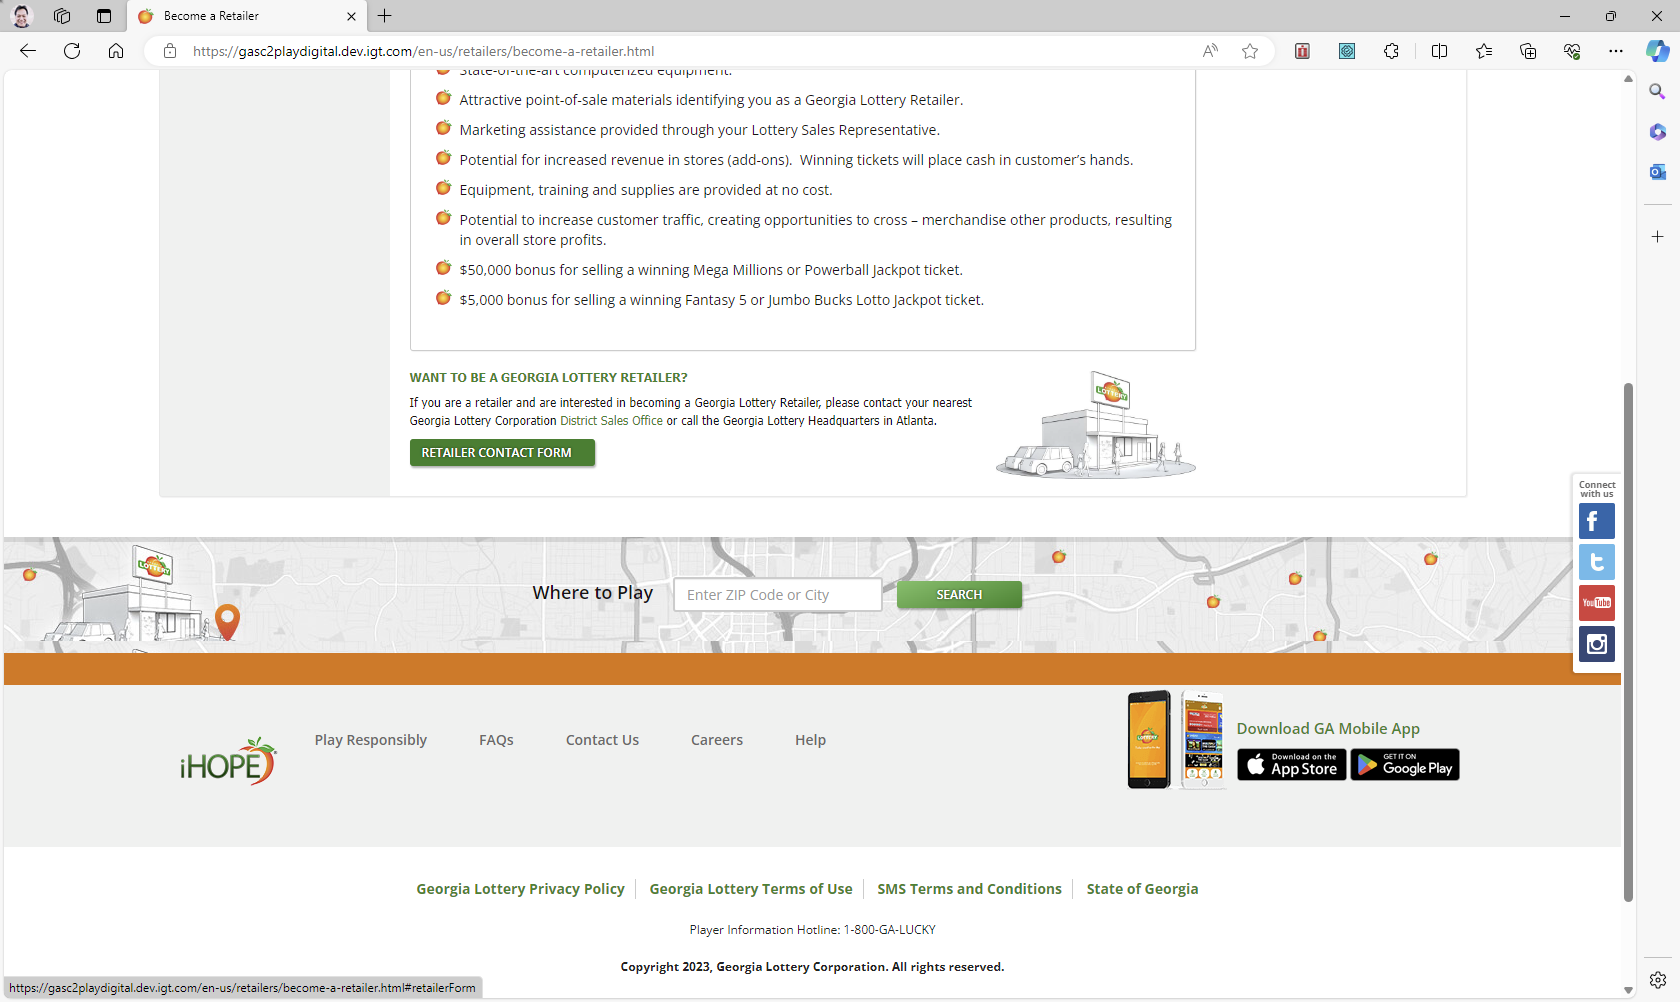 Become a Retailer
https://gasc2playdigital.dev.igt.com/en-us/retailers/become-a-retailer.html
State-of-the-art computerized equipment.
Attractive point-of-sale materials identifying you as a Georgia Lottery Retailer.
Marketing assistance provided through your Lottery Sales Representative.
Potential for increased revenue in stores (add-ons).  Winning tickets will place cash in customer’s hands.
Equipment, training and supplies are provided at no cost.
Potential to increase customer traffic, creating opportunities to cross – merchandise other products, resulting
in overall store profits.
$50,000 bonus for selling a winning Mega Millions or Powerball Jackpot ticket.
$5,000 bonus for selling a winning Fantasy 5 or Jumbo Bucks Lotto Jackpot ticket.
WANT TO BE A GEORGIA LOTTERY RETAILER?
If you are a retailer and are interested in becoming a Georgia Lottery Retailer, please contact your nearest
Georgia Lottery Corporation District Sales Office or call the Georgia Lottery Headquarters in Atlanta.
RETAILER CONTACT FORM
LOTTERY
Connect
with us
YouTube
LOTTERY
Where to Play
Enter ZIP Code or City
SEARCH
iHOPE
Play Responsibly
FAQs
Contact Us
Careers
Help
Download GA Mobile App
Download on the
App Store
GET IT ON
Google Play
Georgia Lottery Privacy Policy
Georgia Lottery Terms of Use
SMS Terms and Conditions
State of Georgia
Player Information Hotline: 1-800-GA-LUCKY
Copyright 2023, Georgia Lottery Corporation. All rights reserved.
https://gasc2playdigital.dev.igt.com/en-us/retailers/become-a-retailer.html#retailerForm